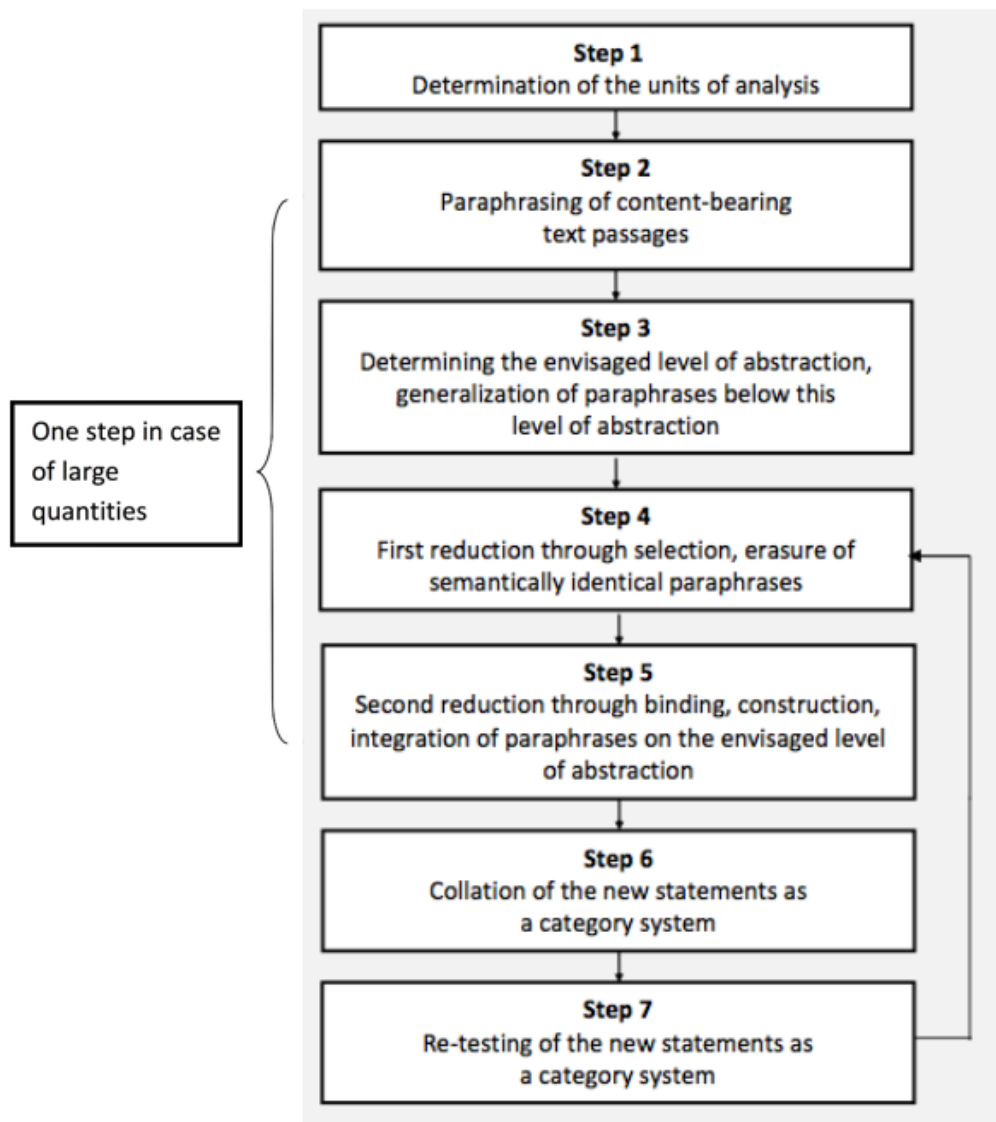 Step 1
Determination of the units of analysis
Step 2
Paraphrasing of content-bearing
text passages
Step 3
Determining the envisaged level of abstraction,
generalization of paraphrases below this
level of abstraction
One step in case
of large
quantities
Step 4
First reduction through selection, erasure of
semantically identical paraphrases
Step 5
Second reduction through binding, construction,
integration of paraphrases on the envisaged level
of abstraction
Step 6
Collation of the new statements as
a category system
Step 7
Re-testing of the new statements as
a category system